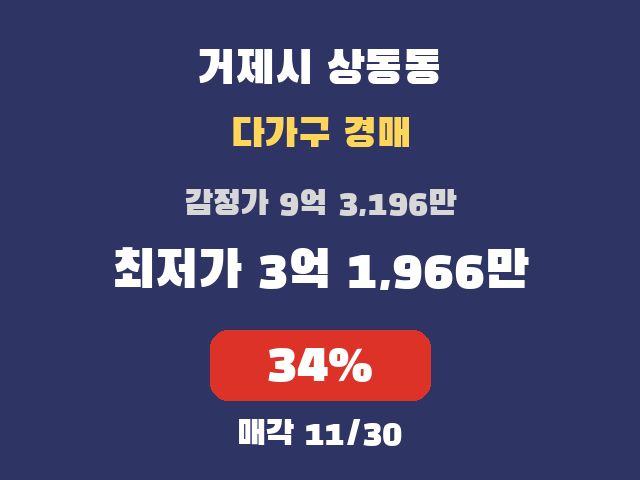 거제시 상동동
다가구 경매
감정가 9억 3,196만
최저가 3억 1,966만
34%
매각 11/30